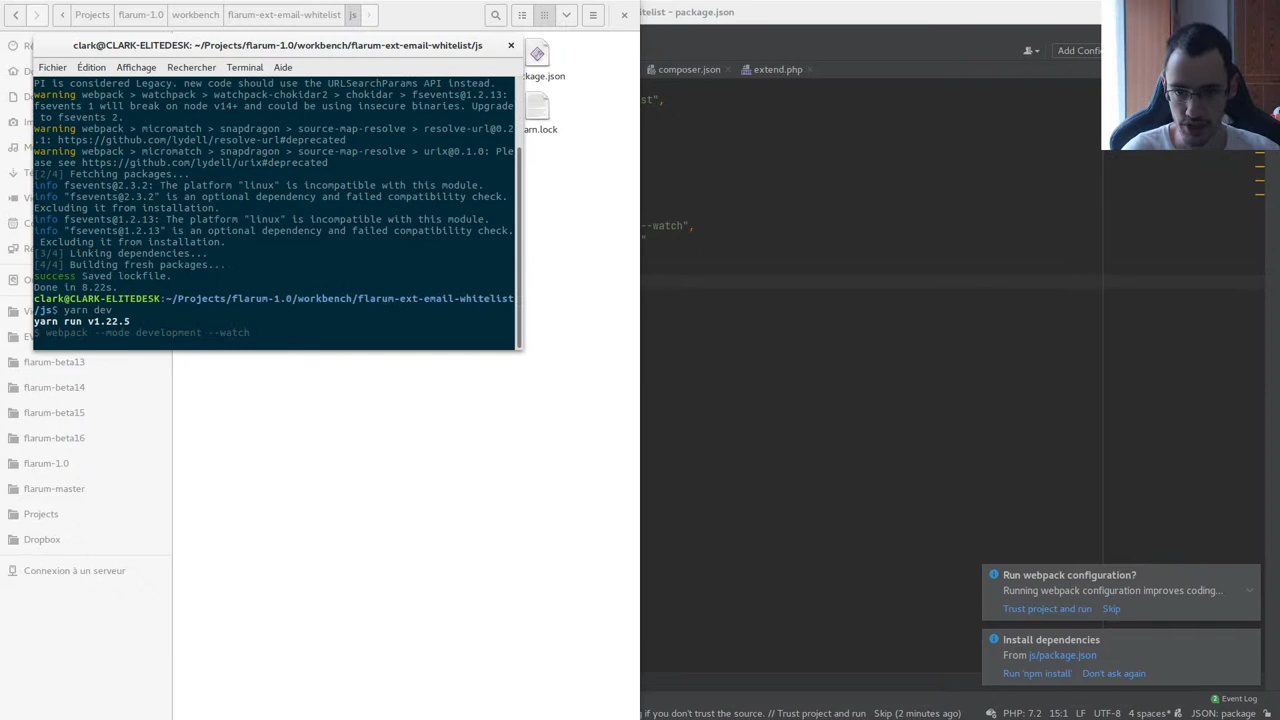 Projects
flarum-1.0
workbench
flarum-ext-email-whitelist
js
clark@CLARK-ELITEDESK: ~/Projects/flarum-1.0/workbench/flarum-ext-email-whitelist/js
Fichier Édition Affichage Rechercher Terminal Aide
PI is considered Legacy. new code should use the URLSearchParams API instead.
warning webpack > watchpack > watchpack-chokidar2 > chokidar > fsevents@1.2.13:
fsevents 1 will break on node v14+ and could be using insecure binaries. Upgrade
to fsevents 2.
warning webpack > micromatch > snapdragon > source-map-resolve > resolve-url@0.2
.1: https://github.com/lydell/resolve-url#deprecated
warning webpack > micromatch > snapdragon > source-map-resolve > urix@0.1.0: Ple
ase see https://github.com/lydell/urix#deprecated
[2/4] Fetching packages...
info fsevents@2.3.2: The platform "linux" is incompatible with this module.
info "fsevents@2.3.2" is an optional dependency and failed compatibility check.
Excluding it from installation.
info fsevents@1.2.13: The platform "linux" is incompatible with this module.
info "fsevents@1.2.13" is an optional dependency and failed compatibility check.
Excluding it from installation.
[3/4] Linking dependencies...
[4/4] Building fresh packages...
success Saved lockfile.
Done in 8.22s.
clark@CLARK-ELITEDESK:~/Projects/flarum-1.0/workbench/flarum-ext-email-whitelist
/js$ yarn dev
yarn run v1.22.5
$ webpack --mode development --watch
ckage.json
arn.lock
flarum-beta13
flarum-beta14
flarum-beta15
flarum-beta16
flarum-1.0
flarum-master
Projects
Dropbox
Connexion à un serveur
elist – package.json
Add Confi
composer.json
extend.php
st",
--watch",
"
Run webpack configuration?
Running webpack configuration improves coding...
Trust project and run Skip
Install dependencies
From js/package.json
Run 'npm install' Don't ask again
2 Event Log
if you don't trust the source. // Trust project and run Skip (2 minutes ago)
PHP: 7.2 15:1 LF UTF-8 4 spaces* JSON: package